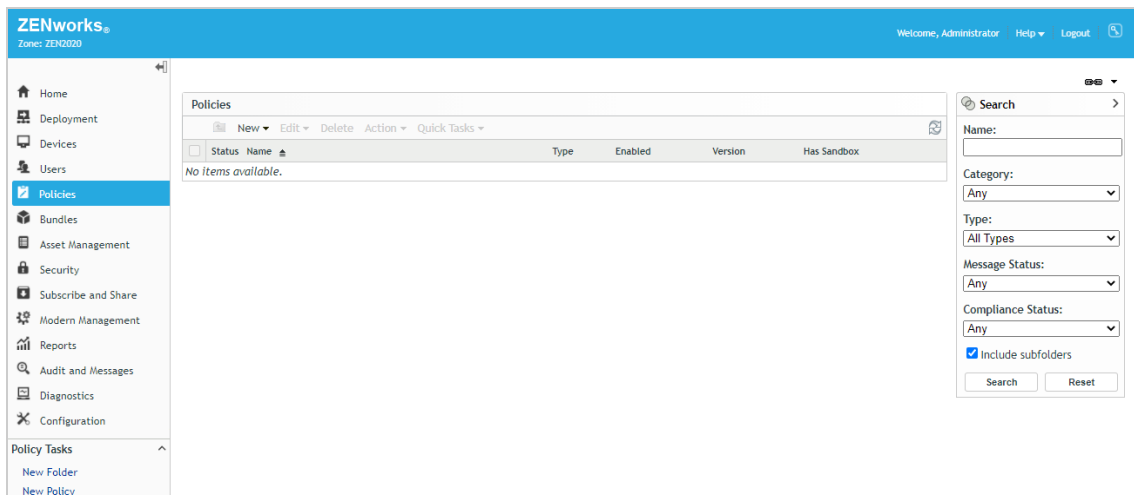 ZENworks®
Zone: ZEN2020
Welcome, Administrator Help Logout
Home
Deployment
Devices
Users
Policies
Bundles
Asset Management
Security
Subscribe and Share
Modern Management
Reports
Audit and Messages
Diagnostics
Configuration
Policy Tasks
New Folder
New Policy
Policies
New Edit Delete Action Quick Tasks
Status Name Type Enabled Version Has Sandbox
No items available.
Search
Name:
Category:
Any
Type:
All Types
Message Status:
Any
Compliance Status:
Any
Include subfolders
Search Reset